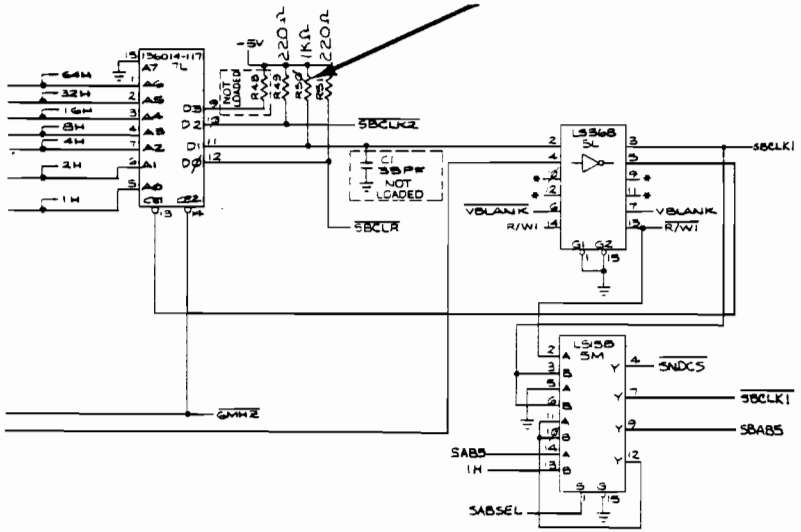 220Ω
1KΩ
220Ω
-5V
NOT LOADED
R48
R49
R50
R51
136014-117
7L
15
A7
64H
1
A6
32H
2
A5
16H
3
A4
8H
4
A3
4H
7
A2
2H
6
A1
1H
5
A0
D3
9
D2
10
SBCLK2
D1
11
D0
12
CE1
CE2
13
14
C1
39PF
NOT LOADED
SBCLR
LS368
5L
2
3
SBCLK1
4
5
*
10
9
*
*
12
11
*
VBLANK
6
7
VBLANK
R/W1
14
13
R/W1
G1
G2
1
15
LS158
5M
2
A
3
B
Y
4
SNDCS
5
A
6
B
Y
7
SBCLK1
11
A
10
B
Y
9
SBAB5
SAB5
14
A
1H
13
B
Y
12
S
G
SABSEL
1
15
6MHZ